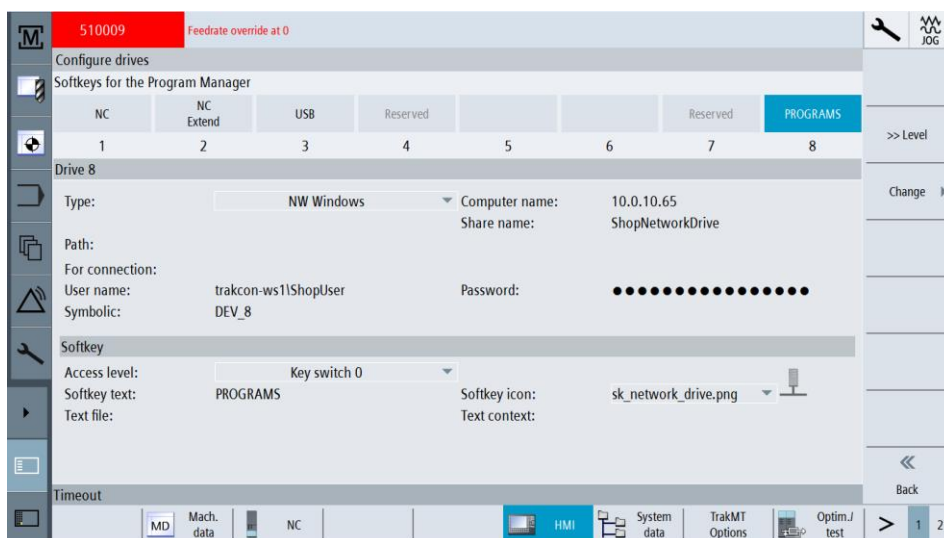 M
510009 Feedrate override at 0
JOG
Configure drives
Softkeys for the Program Manager
NC NC Extend USB Reserved Reserved PROGRAMS
1 2 3 4 5 6 7 8
>> Level
Drive 8
Type: NW Windows Computer name: 10.0.10.65
Change
Share name: ShopNetworkDrive
Path:
For connection:
User name: trakcon-ws1\ShopUser Password: ●●●●●●●●●●●●●●●●
Symbolic: DEV_8
Softkey
Access level: Key switch 0
Softkey text: PROGRAMS Softkey icon: sk_network_drive.png
Text file: Text context:
Back
Timeout
MD Mach. data NC HMI System data TrakMT Options Optim./ test > 1 2